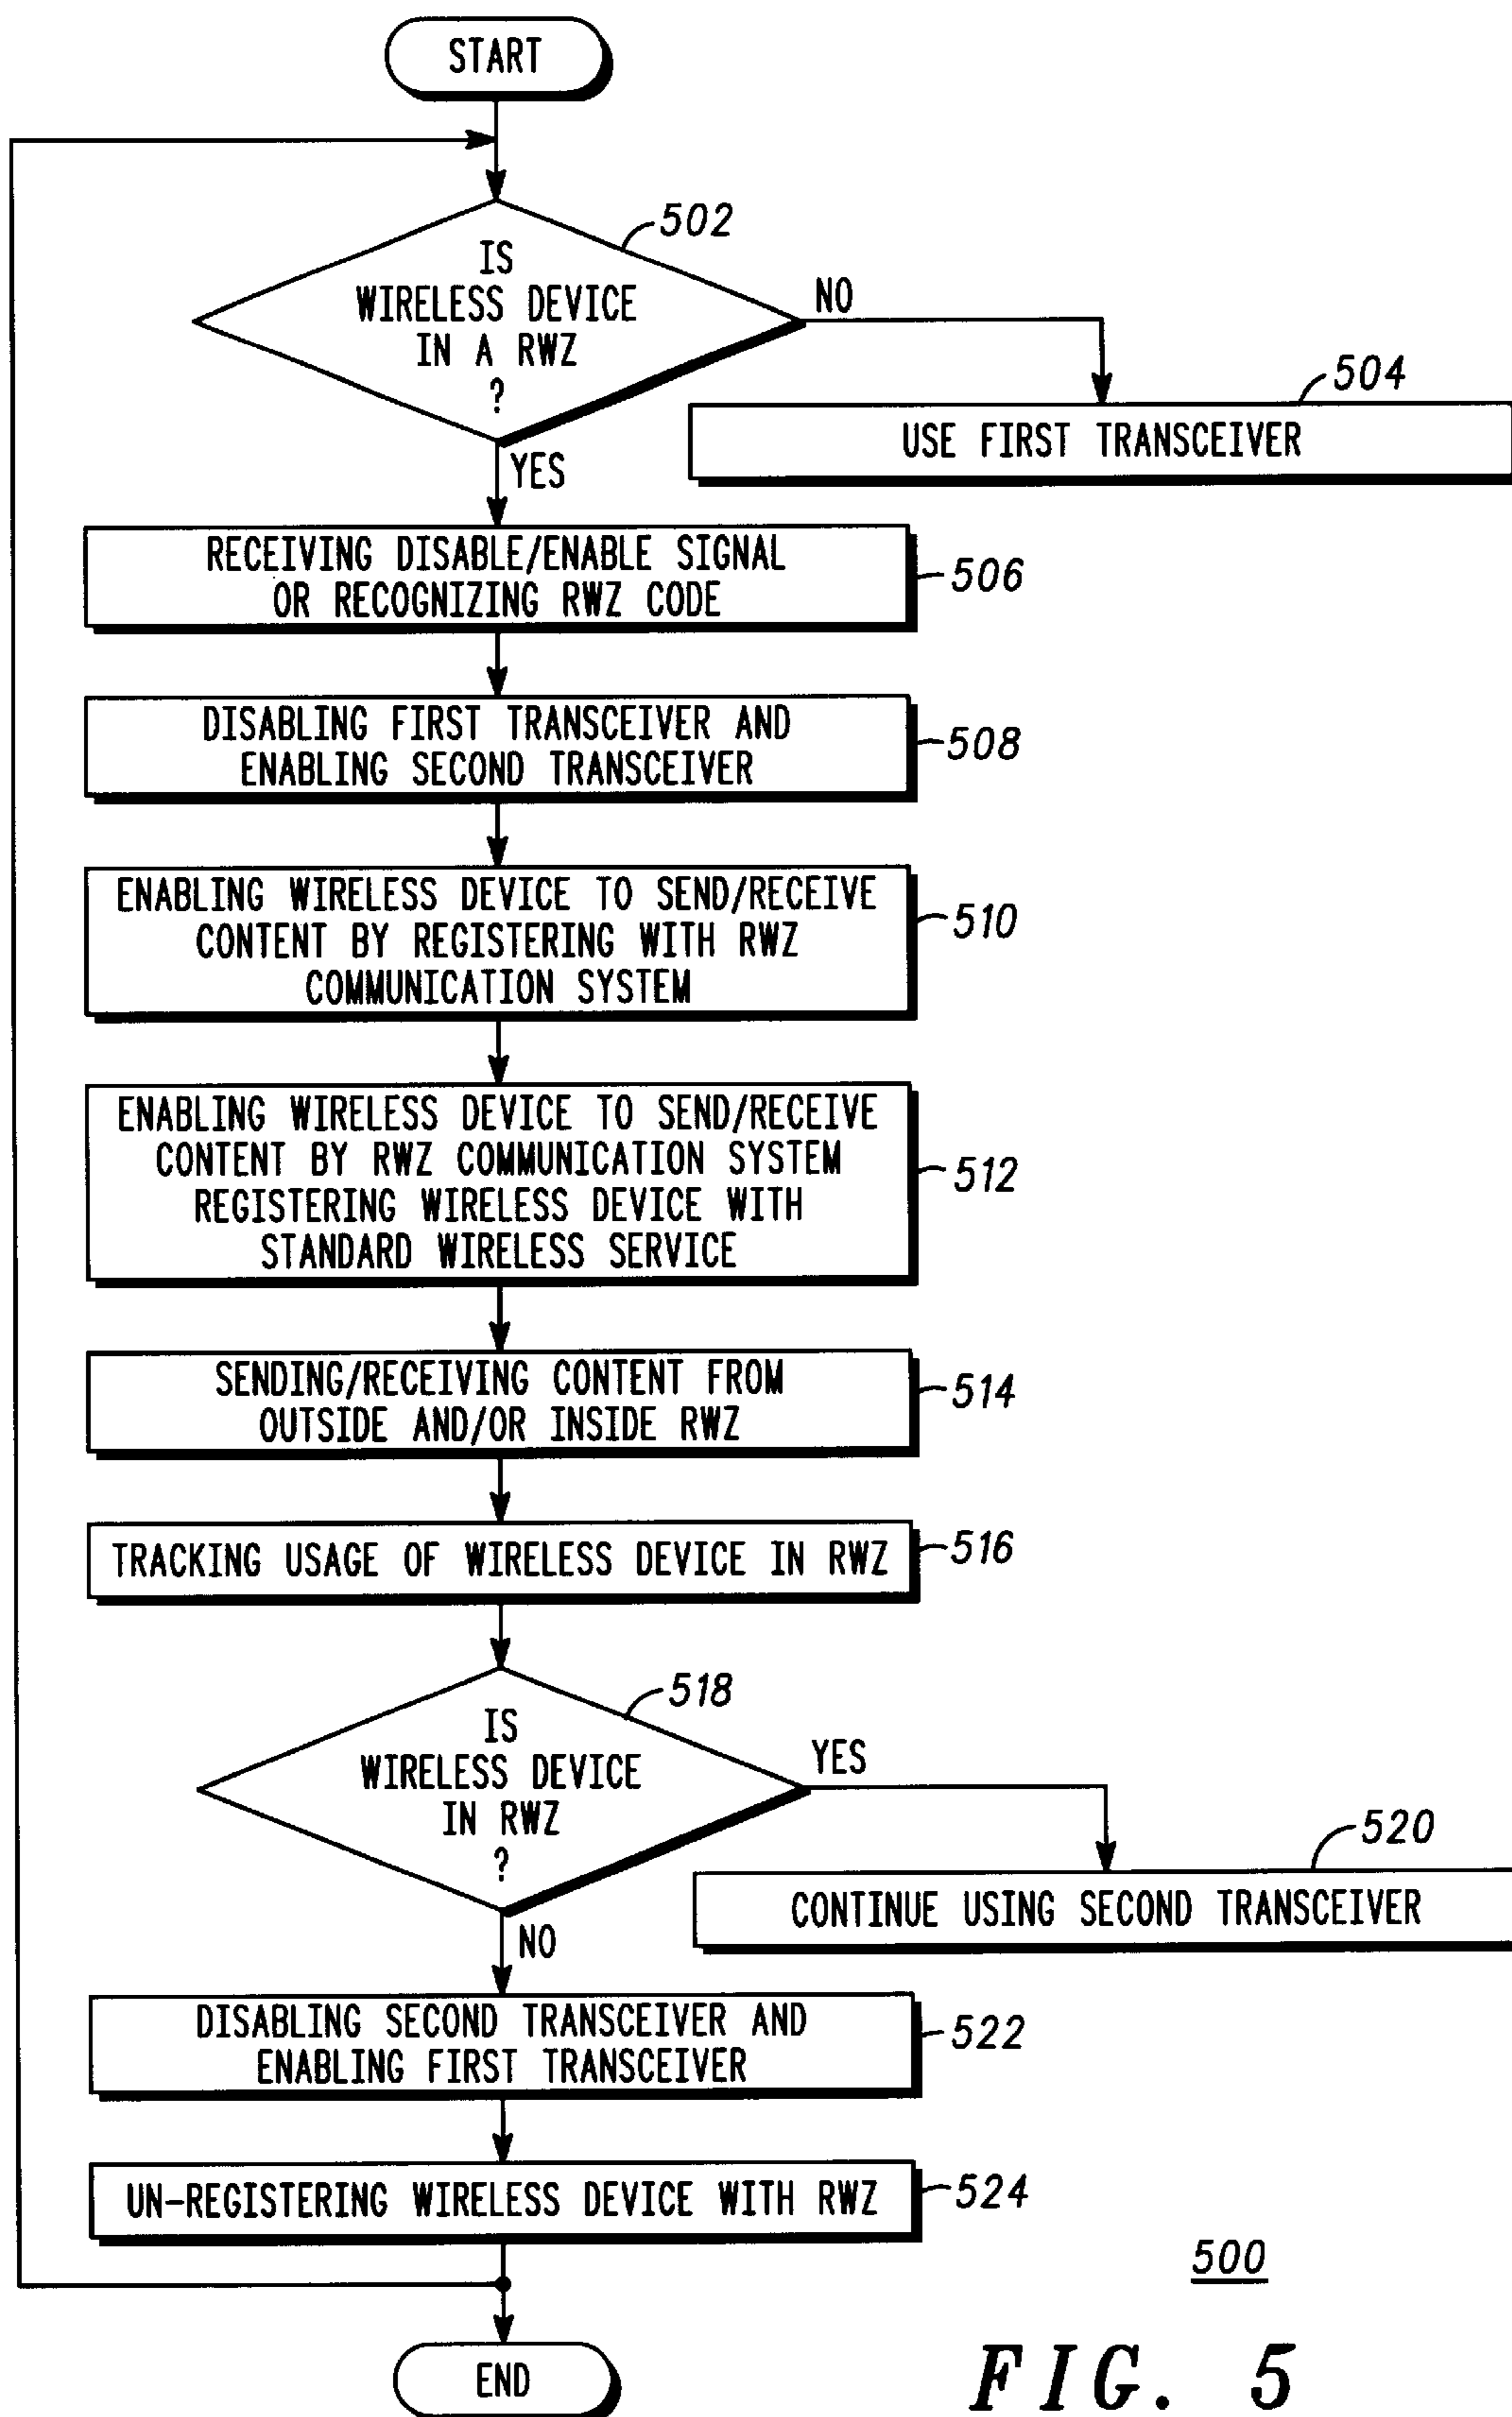 START
502
IS
WIRELESS DEVICE
IN A RWZ
?
NO
YES
504
USE FIRST TRANSCEIVER
RECEIVING DISABLE/ENABLE SIGNAL
OR RECOGNIZING RWZ CODE
506
DISABLING FIRST TRANSCEIVER AND
ENABLING SECOND TRANSCEIVER
508
ENABLING WIRELESS DEVICE TO SEND/RECEIVE
CONTENT BY REGISTERING WITH RWZ
COMMUNICATION SYSTEM
510
ENABLING WIRELESS DEVICE TO SEND/RECEIVE
CONTENT BY RWZ COMMUNICATION SYSTEM
REGISTERING WIRELESS DEVICE WITH
STANDARD WIRELESS SERVICE
512
SENDING/RECEIVING CONTENT FROM
OUTSIDE AND/OR INSIDE RWZ
514
TRACKING USAGE OF WIRELESS DEVICE IN RWZ
516
518
IS
WIRELESS DEVICE
IN RWZ
?
YES
NO
520
CONTINUE USING SECOND TRANSCEIVER
DISABLING SECOND TRANSCEIVER AND
ENABLING FIRST TRANSCEIVER
522
UN-REGISTERING WIRELESS DEVICE WITH RWZ
524
500
END
FIG. 5